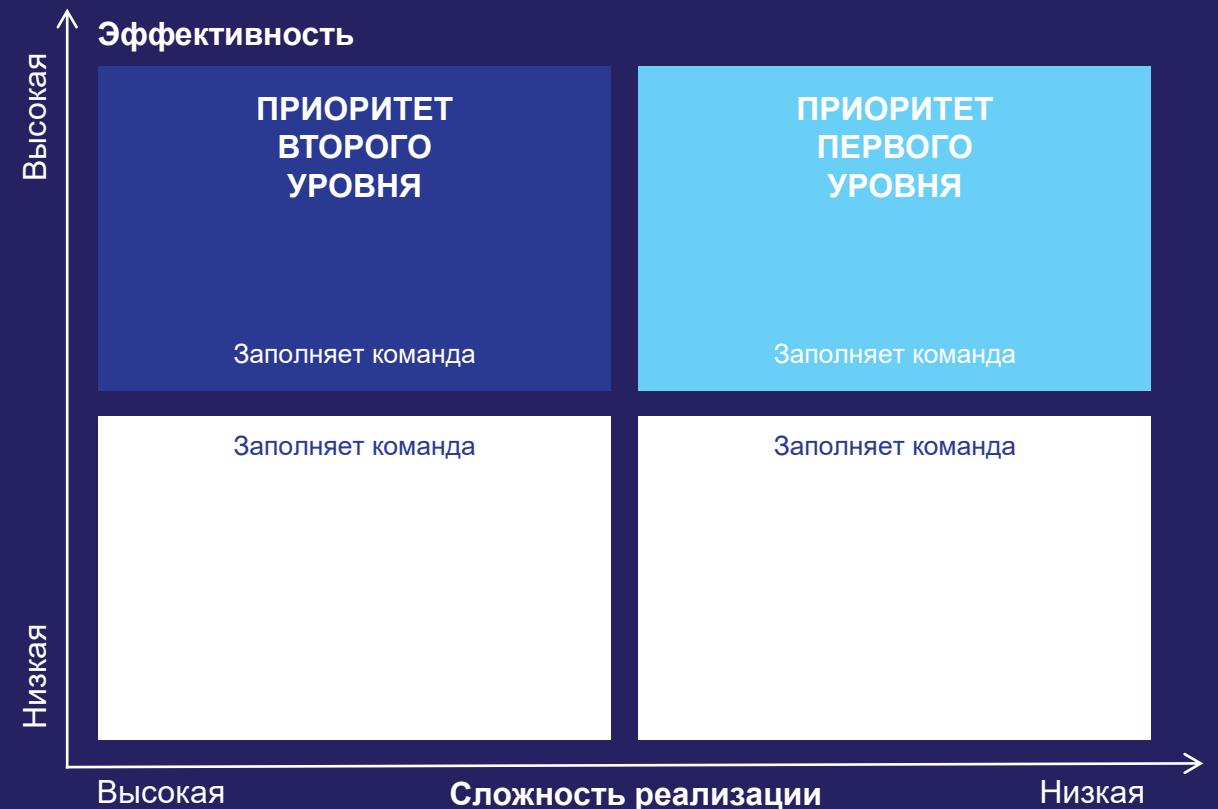 Эффективность
Высокая
ПРИОРИТЕТ
ВТОРОГО
УРОВНЯ
Заполняет команда
ПРИОРИТЕТ
ПЕРВОГО
УРОВНЯ
Заполняет команда
Заполняет команда
Заполняет команда
Низкая
Высокая
Сложность реализации
Низкая